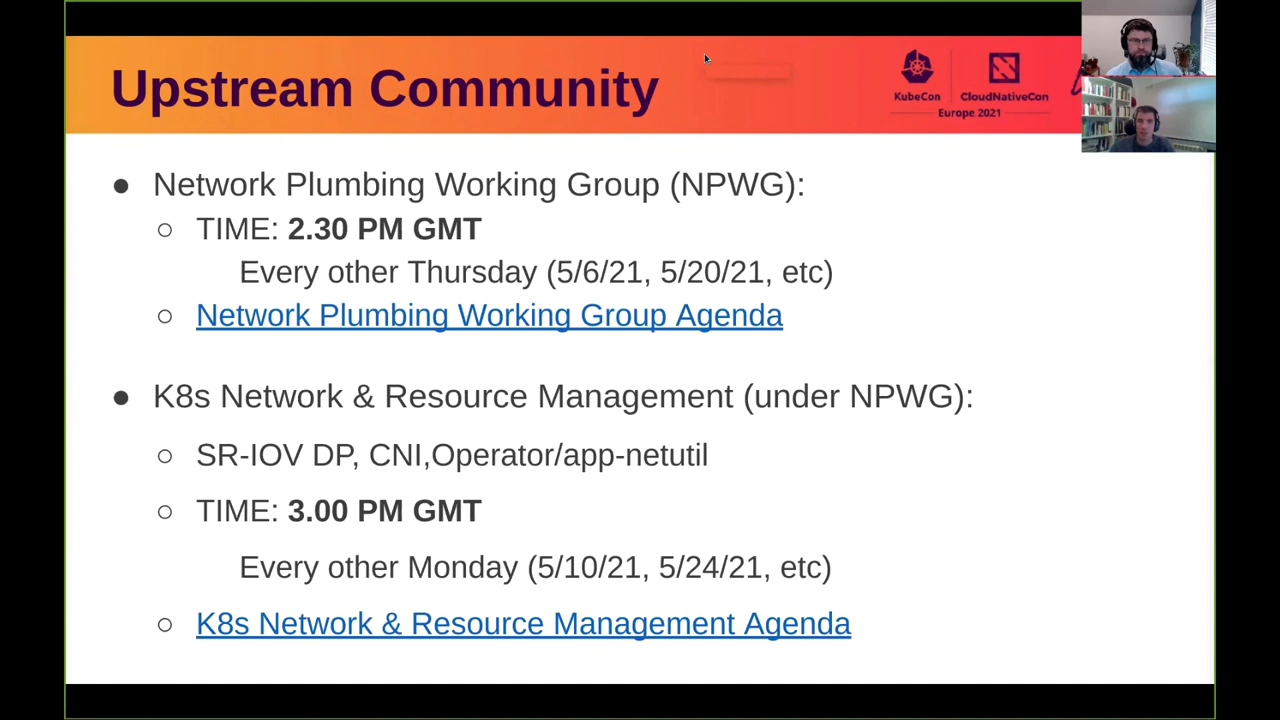 Upstream Community
KubeCon
CloudNativeCon
Europe 2021
● Network Plumbing Working Group (NPWG):
○ TIME: 2.30 PM GMT
Every other Thursday (5/6/21, 5/20/21, etc)
○ Network Plumbing Working Group Agenda
● K8s Network & Resource Management (under NPWG):
○ SR-IOV DP, CNI,Operator/app-netutil
○ TIME: 3.00 PM GMT
Every other Monday (5/10/21, 5/24/21, etc)
○ K8s Network & Resource Management Agenda